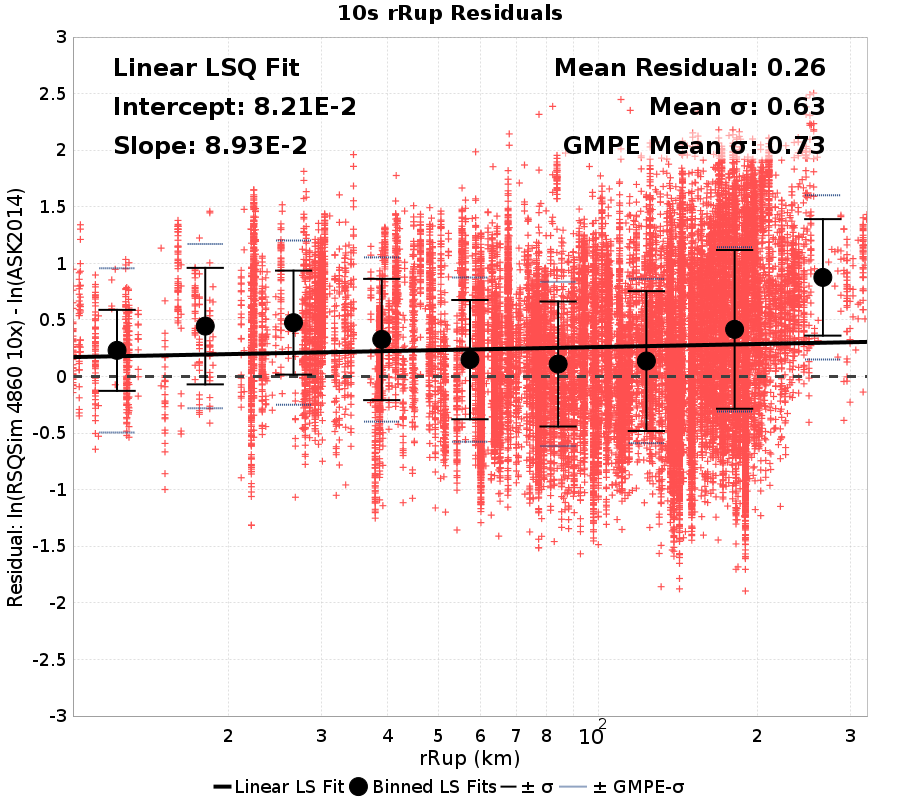 10s rRup Residuals
Linear LSQ Fit
Intercept: 8.21E-2
Slope: 8.93E-2
Mean Residual: 0.26
Mean σ: 0.63
GMPE Mean σ: 0.73
Residual: ln(RSQSim 4860 10x) - ln(ASK2014)
3
2.5
2
1.5
1
0.5
0
-0.5
-1
-1.5
-2
-2.5
-3
2 3 4 5 6 7 8 10² 2 3
rRup (km)
Linear LS Fit Binned LS Fits ± σ ± GMPE-σ